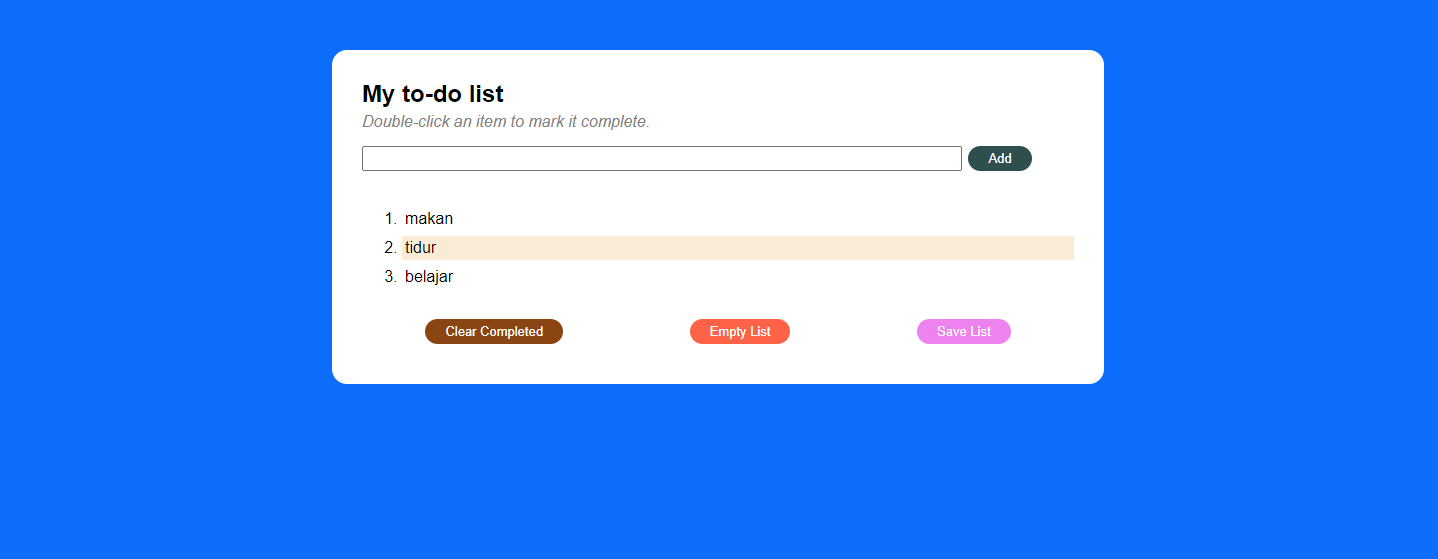 My to-do list
Double-click an item to mark it complete.
Add
1. makan
2. tidur
3. belajar
Clear Completed Empty List Save List